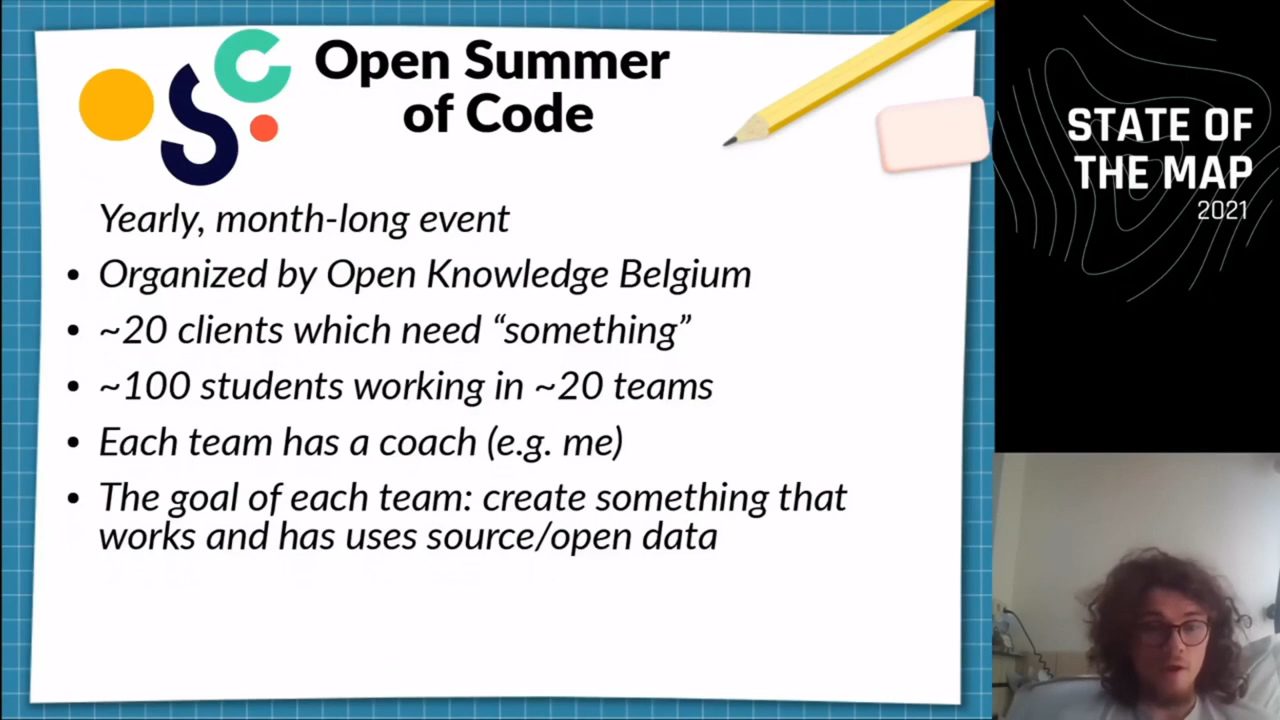 Open Summer
of Code
Yearly, month-long event
• Organized by Open Knowledge Belgium
• ~20 clients which need “something”
• ~100 students working in ~20 teams
• Each team has a coach (e.g. me)
• The goal of each team: create something that
works and has uses source/open data
STATE OF
THE MAP
2021